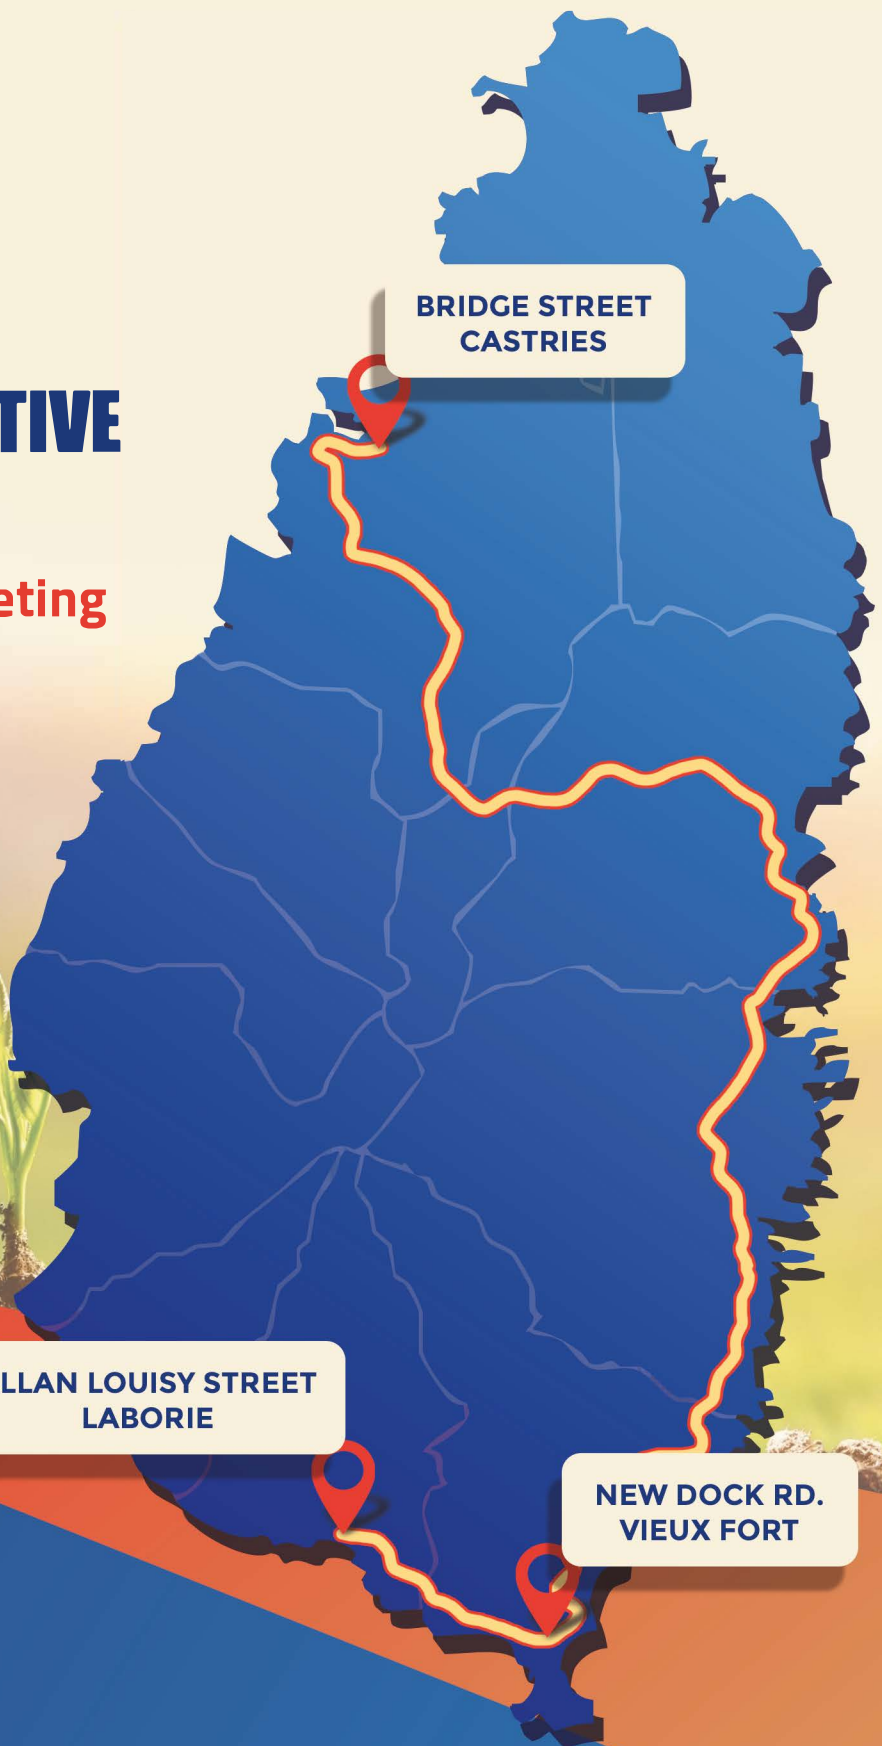 BRIDGE STREET
CASTRIES
TIVE
eting
LLAN LOUISY STREET
LABORIE
NEW DOCK RD.
VIEUX FORT